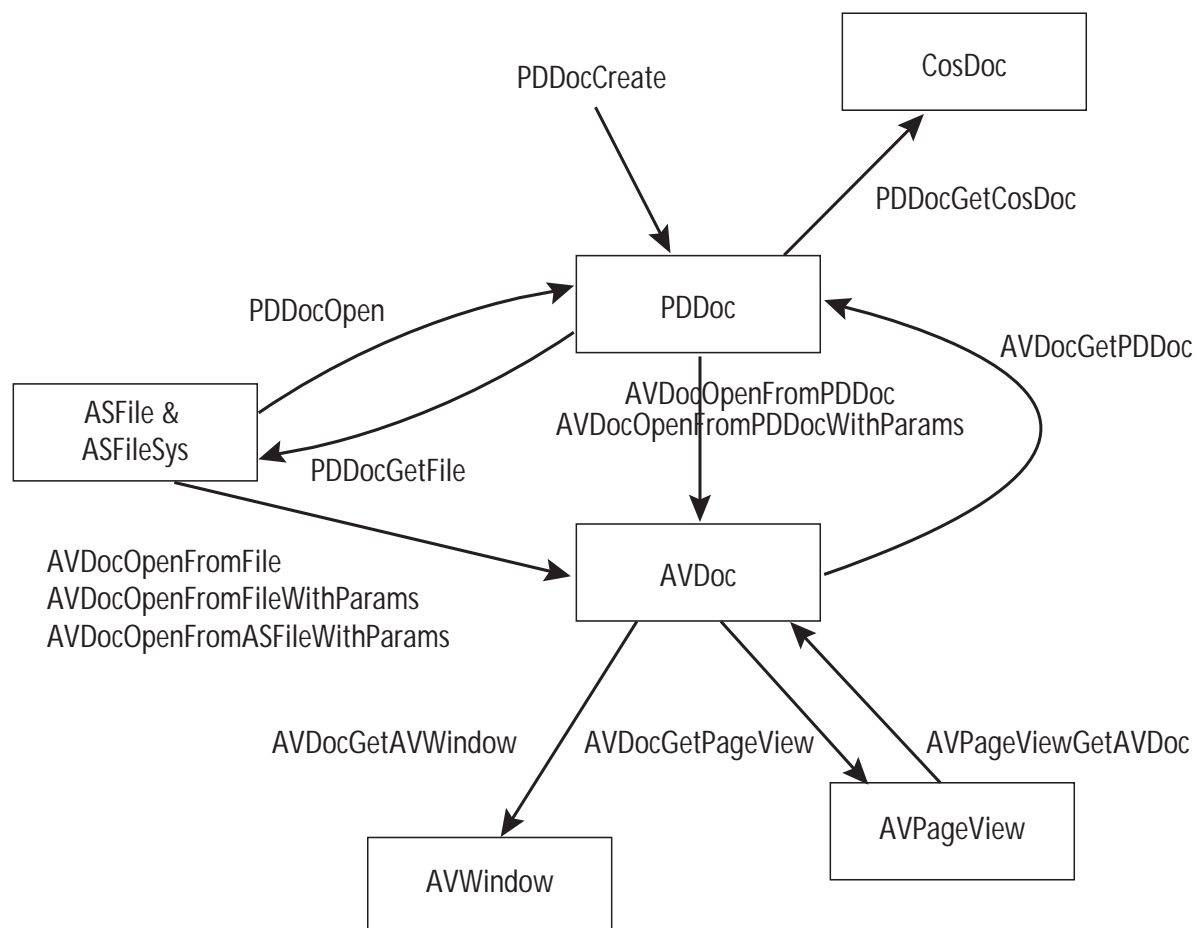 CosDoc
PDDocCreate
PDDocGetCosDoc
PDDoc
PDDocOpen
AVDocGetPDDoc
AVDocOpenFromPDDoc
AVDocOpenFromPDDocWithParams
ASFile &
ASFileSys
PDDocGetFile
AVDocOpenFromFile
AVDocOpenFromFileWithParams
AVDocOpenFromASFileWithParams
AVDoc
AVDocGetAVWindow
AVDocGetPageView
AVPageViewGetAVDoc
AVPageView
AVWindow